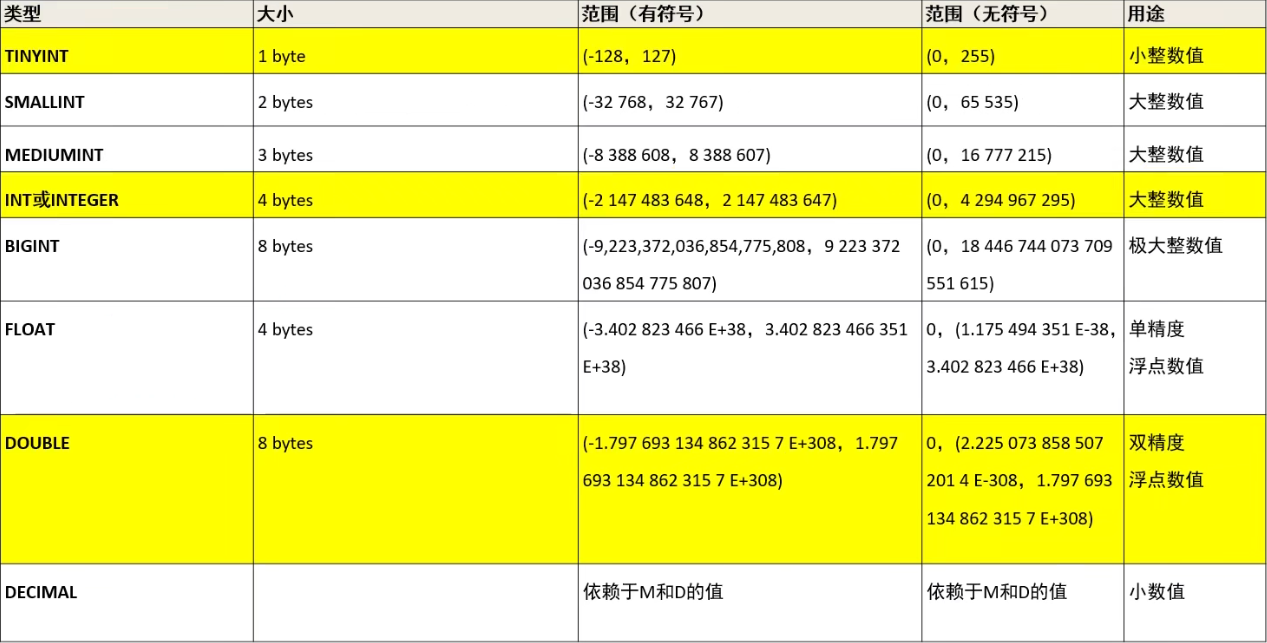 类型 大小 范围（有符号） 范围（无符号） 用途
TINYINT 1 byte (-128，127) (0，255) 小整数值
SMALLINT 2 bytes (-32 768，32 767) (0，65 535) 大整数值
MEDIUMINT 3 bytes (-8 388 608，8 388 607) (0，16 777 215) 大整数值
INT或INTEGER 4 bytes (-2 147 483 648，2 147 483 647) (0，4 294 967 295) 大整数值
BIGINT 8 bytes (-9,223,372,036,854,775,808，9 223 372 (0，18 446 744 073 709 极大整数值
036 854 775 807) 551 615)
FLOAT 4 bytes (-3.402 823 466 E+38，3.402 823 466 351 0，(1.175 494 351 E-38， 单精度
E+38) 3.402 823 466 E+38) 浮点数值
DOUBLE 8 bytes (-1.797 693 134 862 315 7 E+308，1.797 0，(2.225 073 858 507 双精度
693 134 862 315 7 E+308) 201 4 E-308，1.797 693 浮点数值
134 862 315 7 E+308)
DECIMAL 依赖于M和D的值 依赖于M和D的值 小数值